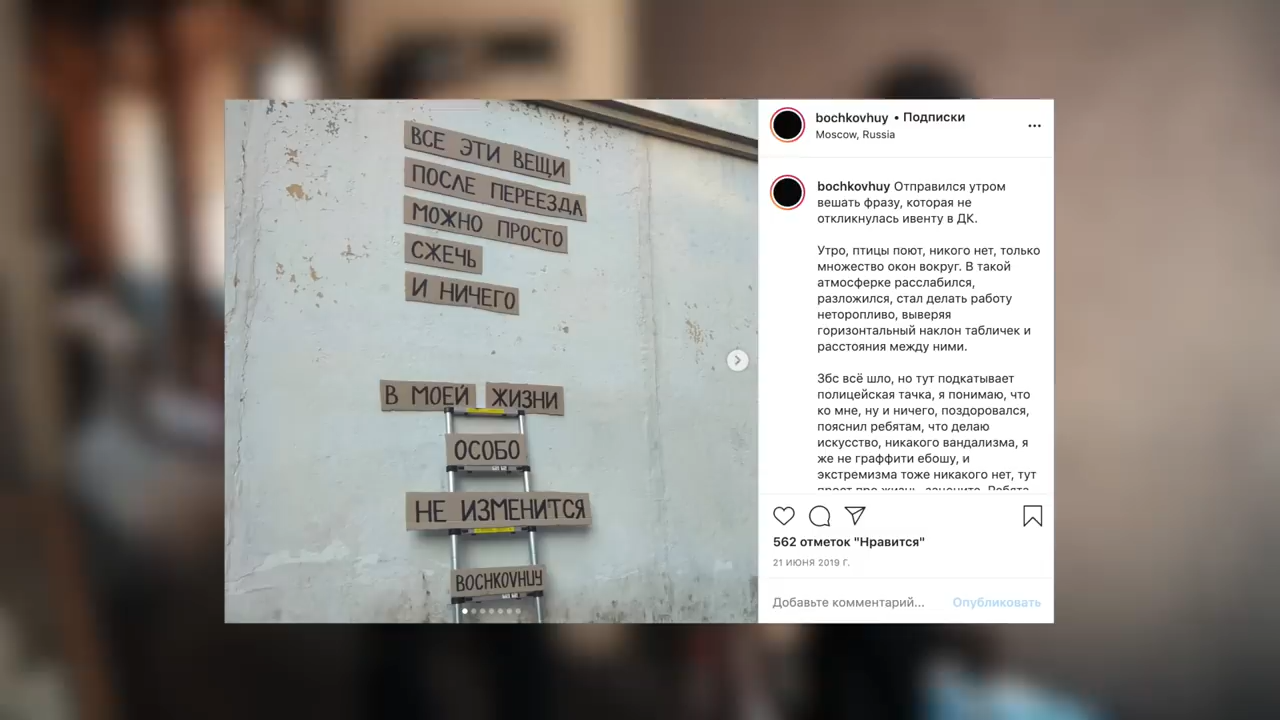 ВСЕ ЭТИ ВЕЩИ
ПОСЛЕ ПЕРЕЕЗДА
МОЖНО ПРОСТО
СЖЕЧЬ
И НИЧЕГО
В МОЕЙ ЖИЗНИ
ОСОБО
НЕ ИЗМЕНИТСЯ
BOCHKOVHUY
bochkovhuy • Подписки
Moscow, Russia
bochkovhuy Отправился утром
вешать фразу, которая не
откликнулась ивенту в ДК.
Утро, птицы поют, никого нет, только
множество окон вокруг. В такой
атмосферке расслабился,
разложился, стал делать работу
неторопливо, выверяя
горизонтальный наклон табличек и
расстояния между ними.
Збс всё шло, но тут подкатывает
полицейская тачка, я понимаю, что
ко мне, ну и ничего, поздоровался,
пояснил ребятам, что делаю
искусство, никакого вандализма, я
же не граффити ебошу, и
экстремизма тоже никакого нет, тут
562 отметок "Нравится"
21 ИЮНЯ 2019 Г.
Добавьте комментарий... Опубликовать